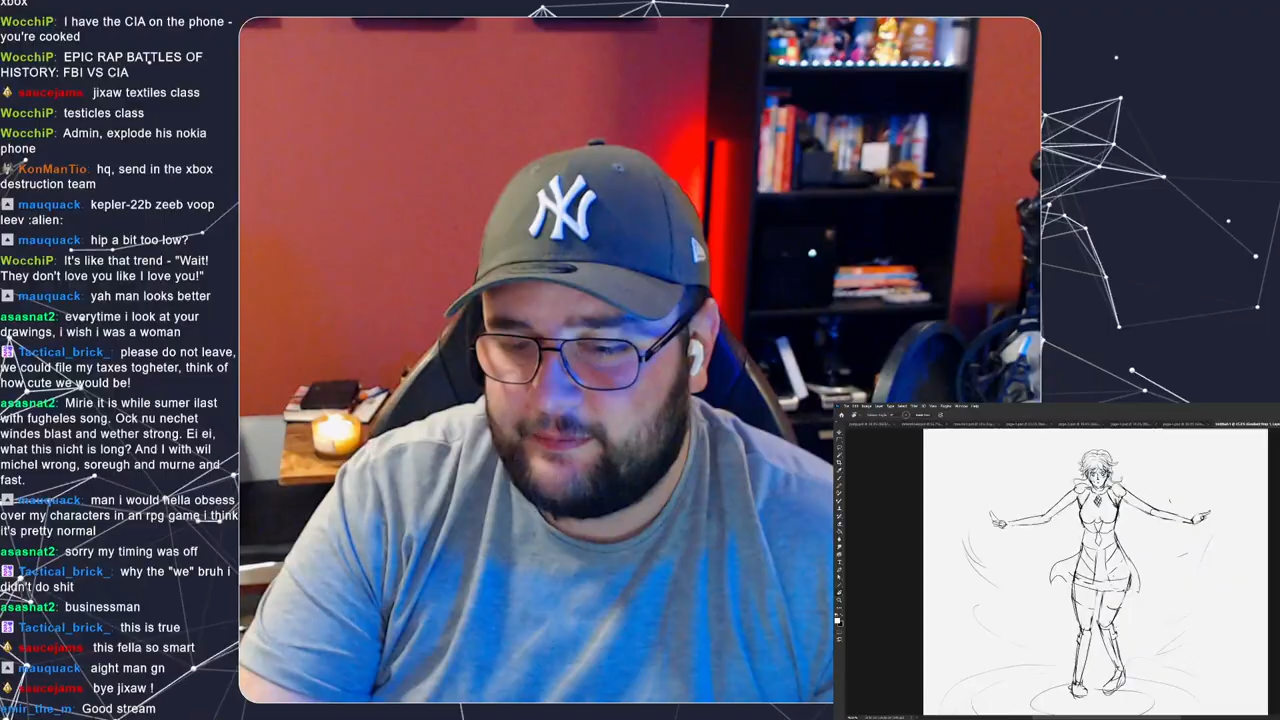 xbox
WocchiP: I have the CIA on the phone -
you're cooked
WocchiP: EPIC RAP BATTLES OF
HISTORY: FBI VS CIA
saucejams jixaw textiles class
WocchiP: testicles class
WocchiP: Admin, explode his nokia
phone
KonManTio: hq, send in the xbox
destruction team
mauquack: kepler-22b zeeb voop
leev :alien:
mauquack: hip a bit too low?
WocchiP: It's like that trend - "Wait!
They don't love you like I love you!"
mauquack: yah man looks better
asasnat2: everytime i look at your
drawings, i wish i was a woman
Tactical_brick_: please do not leave,
we could file my taxes togheter, think of
how cute we would be!
asasnat2: Mirie it is while sumer ilast
with fugheles song. Ooc nu nechet
windes blast and wether strong. Ei ei,
what this nicht is long? And I with wil
michel wrong, soreugh and murne and
fast.
mauquack: man i would hella obsess
over my characters in an rpg game i think
it's pretty normal
asasnat2: sorry my timing was off
Tactical_brick_: why the "we" bruh i
didn't do shit
asasnat2: businessman
Tactical_brick_: this is true
saucejams this fella so smart
mauquack: aight man gn
saucejams bye jixaw !
amir_the_m: Good stream
NY